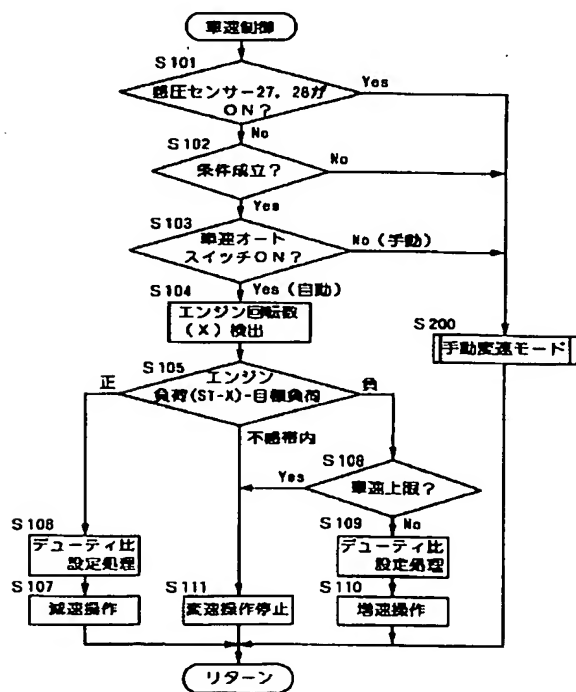 車速制御
S101
感圧センサー27, 28が
ON?
Yes
No
S102
条件成立?
No
Yes
S103
車速オート
スイッチON?
No(手動)
Yes(自動)
S104
エンジン回転数
(X)検出
S200
手動変速モード
S105
エンジン
負荷(ST-X)-目標負荷
正
負
不感帯内
S108
車速上限?
Yes
No
S108
デューティ比
設定処理
S109
デューティ比
設定処理
S107
減速操作
S111
変速操作停止
S110
増速操作
リターン